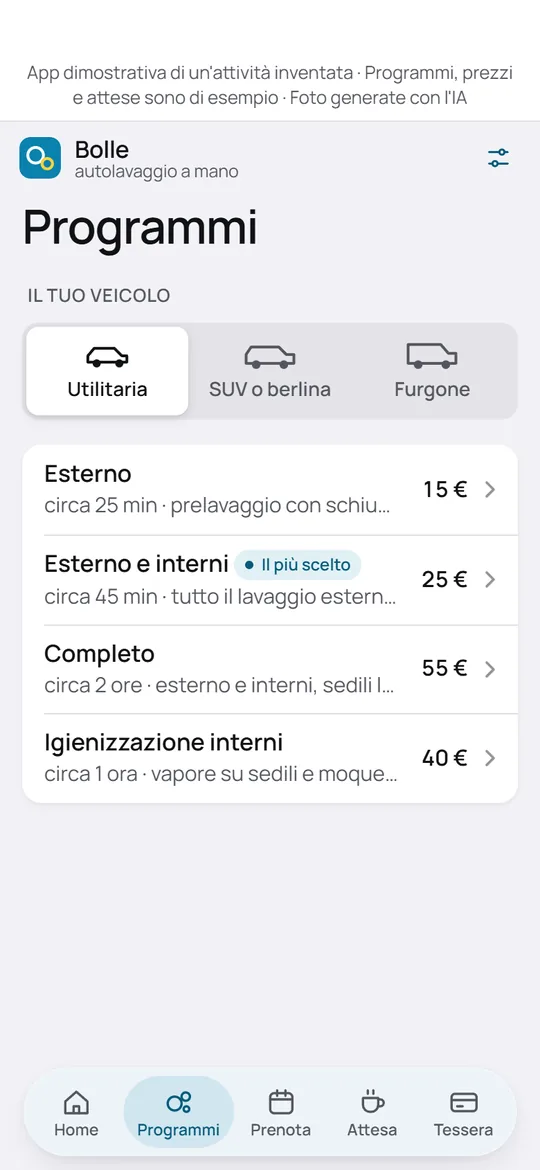 App dimostrativa di un'attività inventata · Programmi, prezzi
e attese sono di esempio · Foto generate con l'IA
Bolle
autolavaggio a mano
Programmi
IL TUO VEICOLO
Utilitaria
SUV o berlina
Furgone
Esterno
circa 25 min · prelavaggio con schiu...
15 €
Esterno e interni
Il più scelto
circa 45 min · tutto il lavaggio estern...
25 €
Completo
circa 2 ore · esterno e interni, sedili l...
55 €
Igienizzazione interni
circa 1 ora · vapore su sedili e moque...
40 €
Home
Programmi
Prenota
Attesa
Tessera